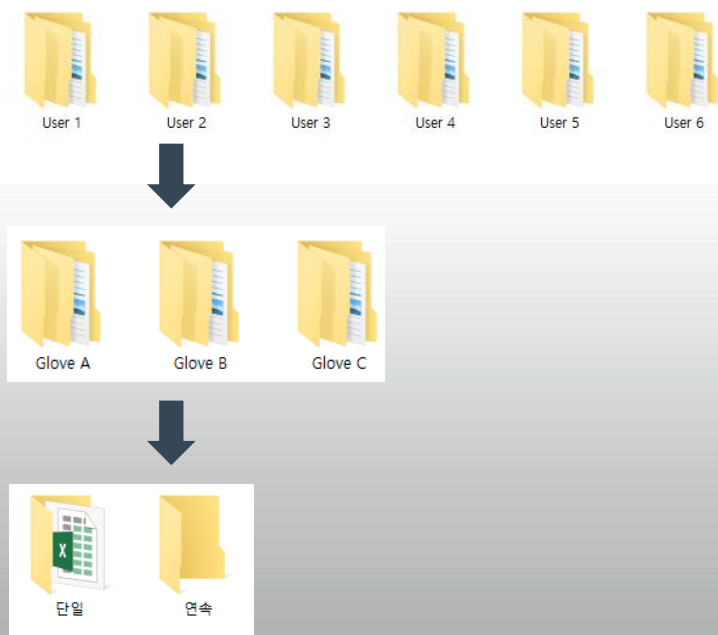 User 1 User 2 User 3 User 4 User 5 User 6
Glove A Glove B Glove C
X
단일 연속